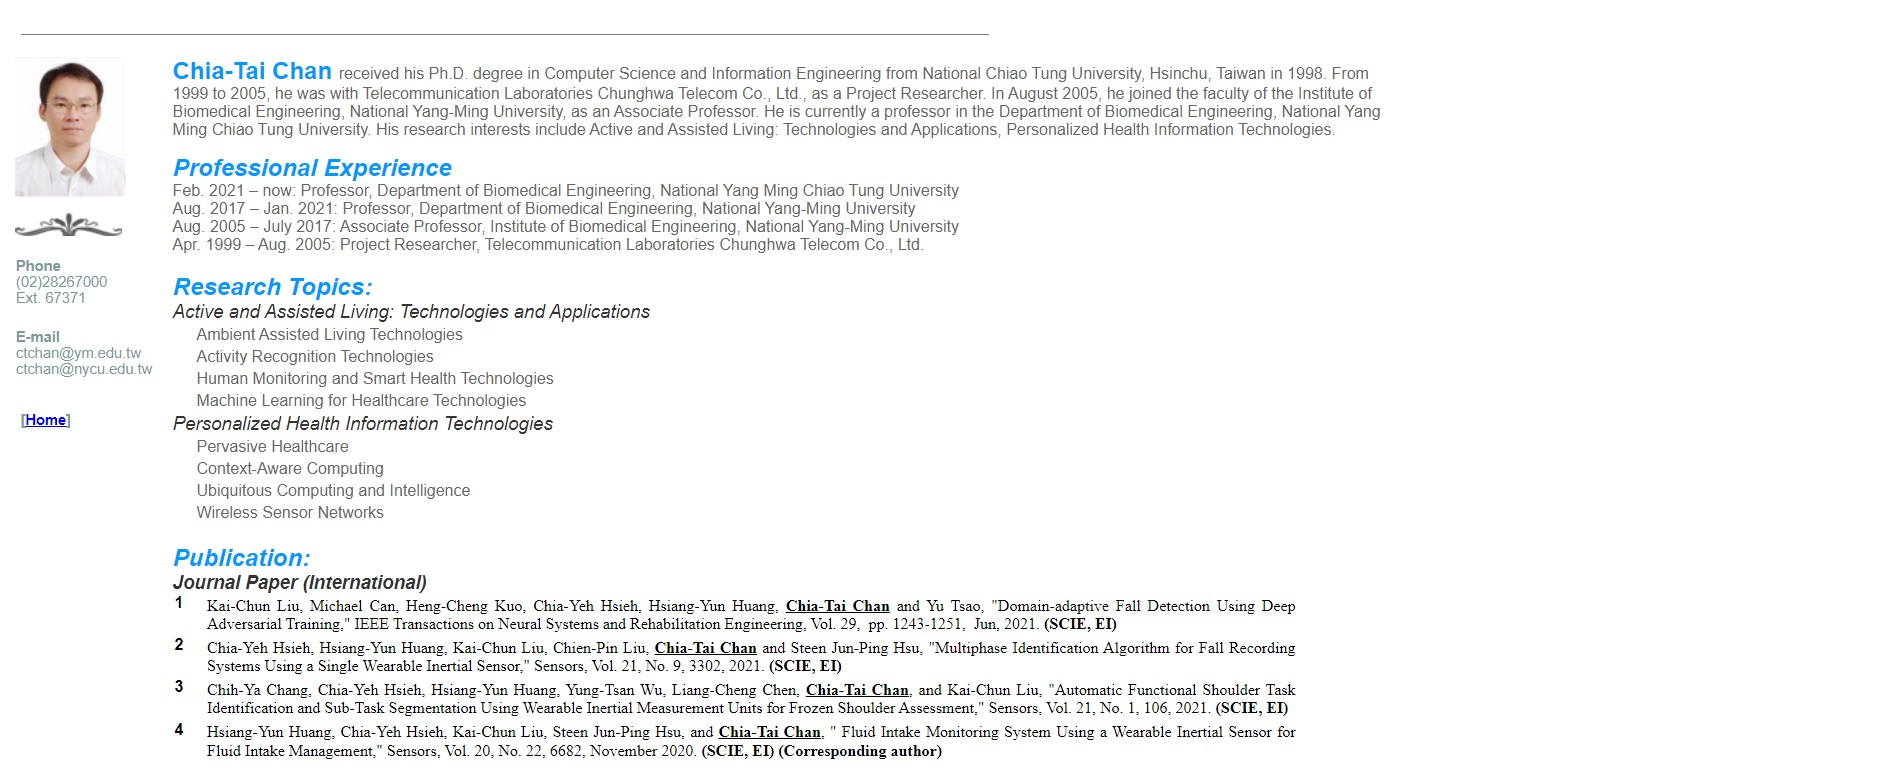 Chia-Tai Chan received his Ph.D. degree in Computer Science and Information Engineering from National Chiao Tung University, Hsinchu, Taiwan in 1998. From
1999 to 2005, he was with Telecommunication Laboratories Chunghwa Telecom Co., Ltd., as a Project Researcher. In August 2005, he joined the faculty of the Institute of
Biomedical Engineering, National Yang-Ming University, as an Associate Professor. He is currently a professor in the Department of Biomedical Engineering, National Yang
Ming Chiao Tung University. His research interests include Active and Assisted Living: Technologies and Applications, Personalized Health Information Technologies.
Professional Experience
Feb. 2021 – now: Professor, Department of Biomedical Engineering, National Yang Ming Chiao Tung University
Aug. 2017 – Jan. 2021: Professor, Department of Biomedical Engineering, National Yang-Ming University
Aug. 2005 – July 2017: Associate Professor, Institute of Biomedical Engineering, National Yang-Ming University
Apr. 1999 – Aug. 2005: Project Researcher, Telecommunication Laboratories Chunghwa Telecom Co., Ltd.
Phone
(02)28267000
Ext. 67371
E-mail
ctchan@ym.edu.tw
ctchan@nycu.edu.tw
[Home]
Research Topics:
Active and Assisted Living: Technologies and Applications
Ambient Assisted Living Technologies
Activity Recognition Technologies
Human Monitoring and Smart Health Technologies
Machine Learning for Healthcare Technologies
Personalized Health Information Technologies
Pervasive Healthcare
Context-Aware Computing
Ubiquitous Computing and Intelligence
Wireless Sensor Networks
Publication:
Journal Paper (International)
1 Kai-Chun Liu, Michael Can, Heng-Cheng Kuo, Chia-Yeh Hsieh, Hsiang-Yun Huang, Chia-Tai Chan and Yu Tsao, "Domain-adaptive Fall Detection Using Deep
Adversarial Training," IEEE Transactions on Neural Systems and Rehabilitation Engineering, Vol. 29, pp. 1243-1251, Jun, 2021. (SCIE, EI)
2 Chia-Yeh Hsieh, Hsiang-Yun Huang, Kai-Chun Liu, Chien-Pin Liu, Chia-Tai Chan and Steen Jun-Ping Hsu, "Multiphase Identification Algorithm for Fall Recording
Systems Using a Single Wearable Inertial Sensor," Sensors, Vol. 21, No. 9, 3302, 2021. (SCIE, EI)
3 Chih-Ya Chang, Chia-Yeh Hsieh, Hsiang-Yun Huang, Yung-Tsan Wu, Liang-Cheng Chen, Chia-Tai Chan, and Kai-Chun Liu, "Automatic Functional Shoulder Task
Identification and Sub-Task Segmentation Using Wearable Inertial Measurement Units for Frozen Shoulder Assessment," Sensors, Vol. 21, No. 1, 106, 2021. (SCIE, EI)
4 Hsiang-Yun Huang, Chia-Yeh Hsieh, Kai-Chun Liu, Steen Jun-Ping Hsu, and Chia-Tai Chan, " Fluid Intake Monitoring System Using a Wearable Inertial Sensor for
Fluid Intake Management," Sensors, Vol. 20, No. 22, 6682, November 2020. (SCIE, EI) (Corresponding author)